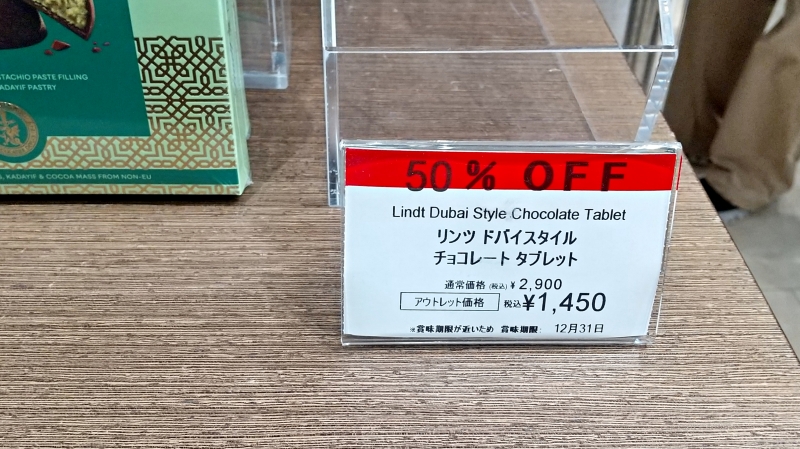 STACHIO PASTE FILLING
KADAYIF PASTRY
KADAYIF & COCOA MASS FROM NON-EU
50% OFF
Lindt Dubai Style Chocolate Tablet
リンツ ドバイスタイル
チョコレート タブレット
通常価格 (税込) ¥ 2,900
アウトレット価格 税込 ¥1,450
※賞味期限が近いため 賞味期限: 12月31日